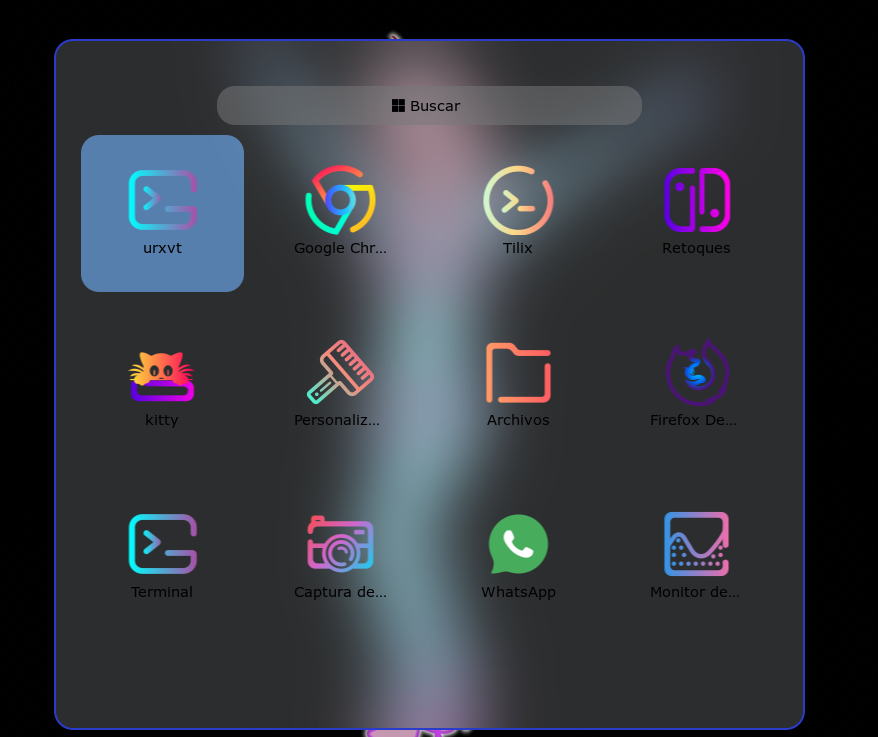 Buscar
urxvt
Google Chr...
Tilix
Retoques
kitty
Personaliz...
Archivos
Firefox De...
Terminal
Captura de...
WhatsApp
Monitor de...